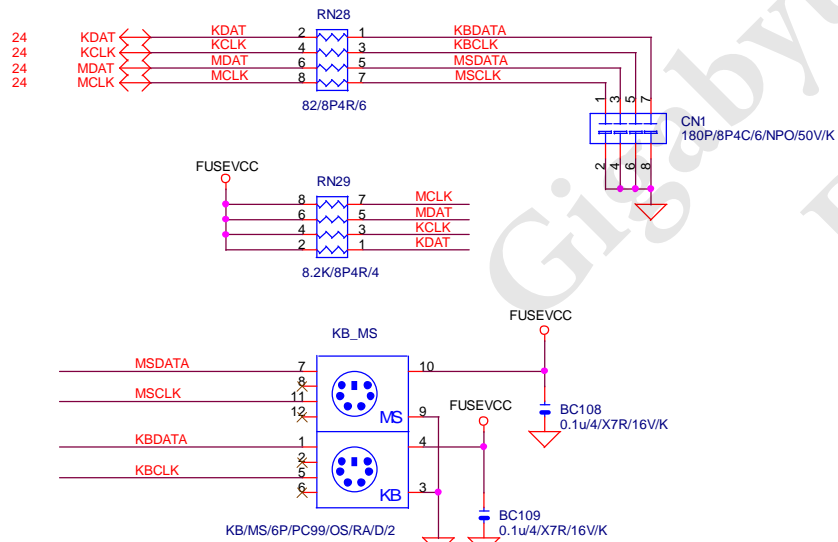 RN28
24 KDAT KDAT 2 1 KBDATA
24 KCLK KCLK 4 3 KBCLK
24 MDAT MDAT 6 5 MSDATA
24 MCLK MCLK 8 7 MSCLK
82/8P4R/6
1 3 5 7
CN1
180P/8P4C/6/NPO/50V/K
2 4 6 8
FUSEVCC
RN29
8 7 MCLK
6 5 MDAT
4 3 KCLK
2 1 KDAT
8.2K/8P4R/4
Gigaby
FUSEVCC
KB_MS
MSDATA 7 10
8
MSCLK 11
12 MS 9
FUSEVCC
BC108
0.1u/4/X7R/16V/K
KBDATA 1 4
2
KBCLK 5
6 KB 3
KB/MS/6P/PC99/OS/RA/D/2
BC109
0.1u/4/X7R/16V/K